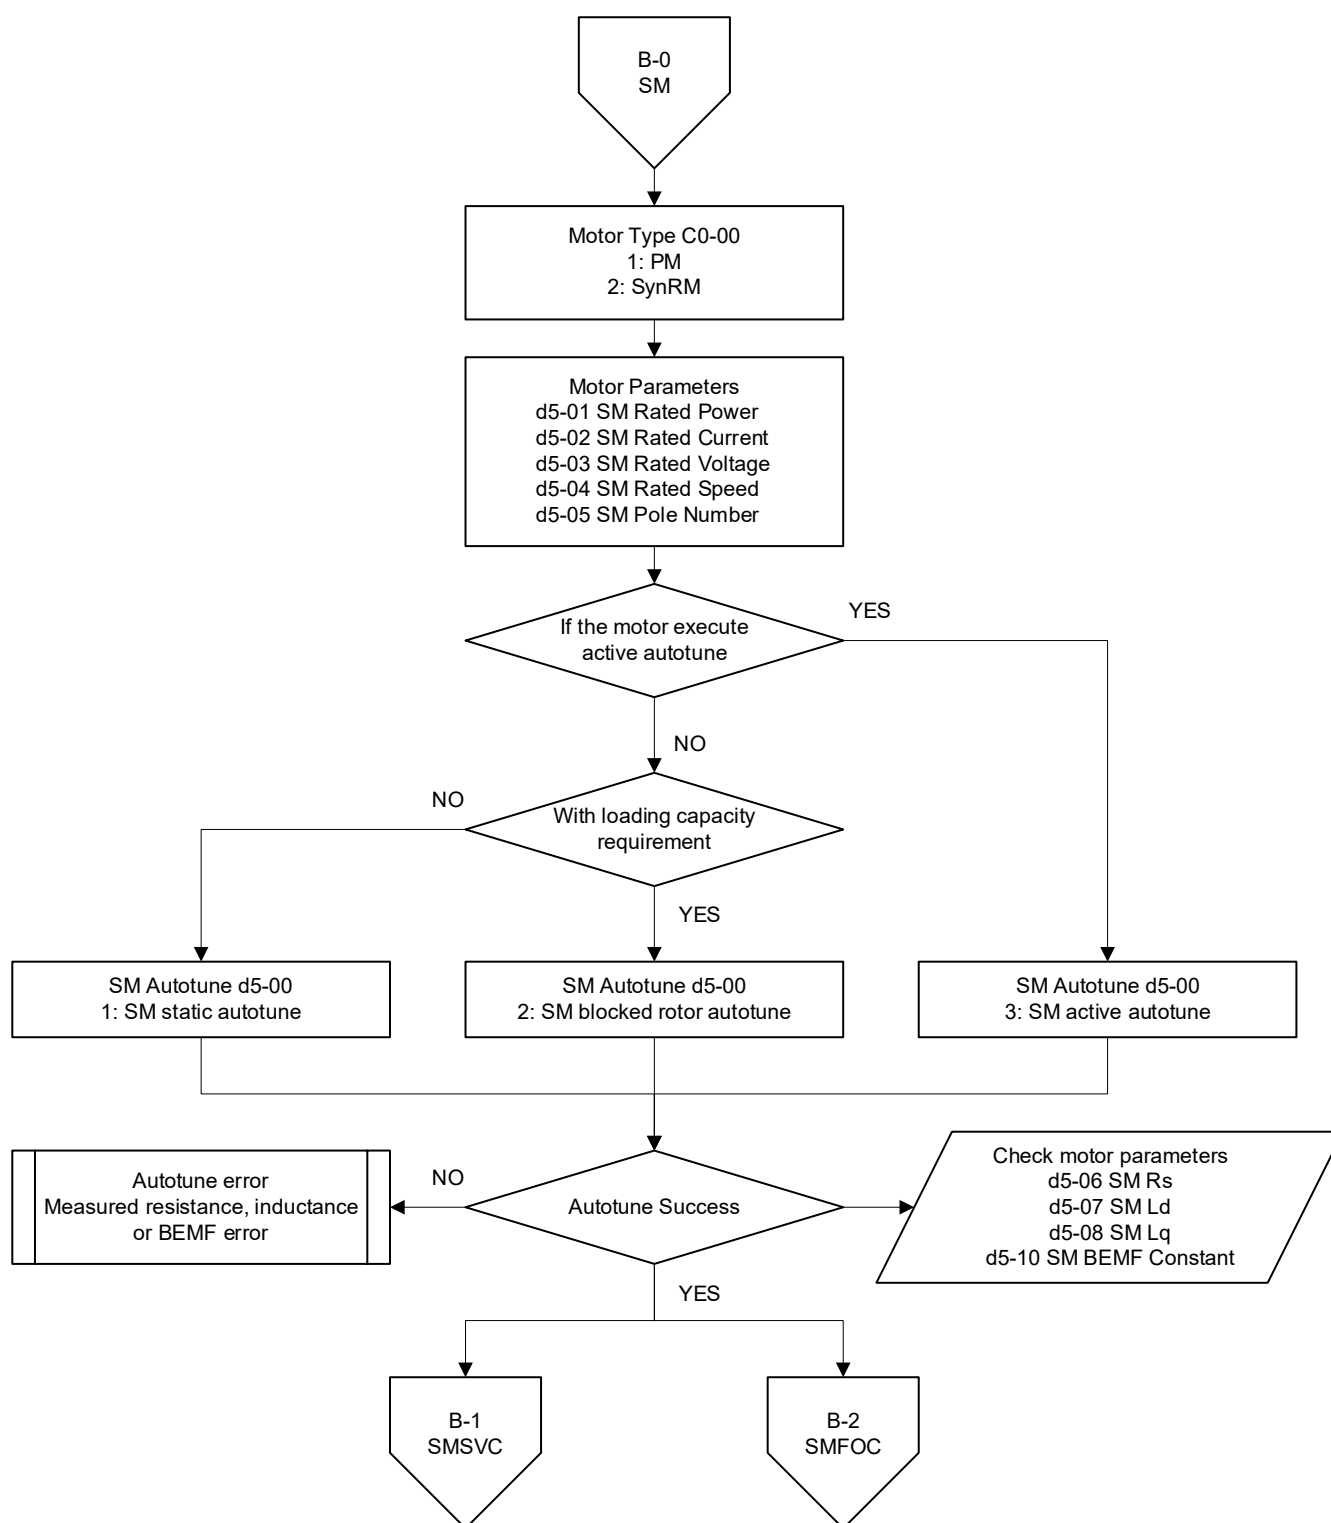 B-0
SM
Motor Type C0-00
1: PM
2: SynRM
Motor Parameters
d5-01 SM Rated Power
d5-02 SM Rated Current
d5-03 SM Rated Voltage
d5-04 SM Rated Speed
d5-05 SM Pole Number
If the motor execute
active autotune
YES
NO
With loading capacity
requirement
NO
YES
SM Autotune d5-00
1: SM static autotune
SM Autotune d5-00
2: SM blocked rotor autotune
SM Autotune d5-00
3: SM active autotune
Autotune error
Measured resistance, inductance
or BEMF error
NO
Autotune Success
Check motor parameters
d5-06 SM Rs
d5-07 SM Ld
d5-08 SM Lq
d5-10 SM BEMF Constant
YES
B-1
SMSVC
B-2
SMFOC